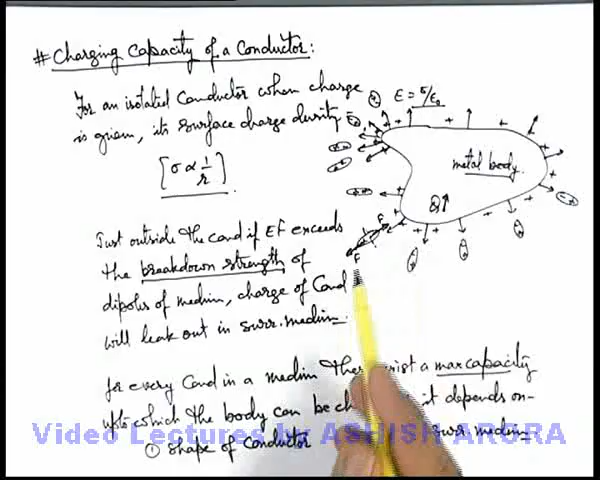 # Charging Capacity of a Conductor:
For an isolated Conductor when charge
is given, its surface charge density
[σ ∝ 1/r]
E = σ/ε₀
metal body.
Q↑
F
F
Just outside the cond if EF exceeds
the breakdown strength of
dipoles of medium, charge of Cond
will leak out in surr. medium.
for every Cond in a medium exist a max capacity
upto which the body can be it depends on-
① shape of Conductor surr. medium
Video Lectures by ASHISH ARORA